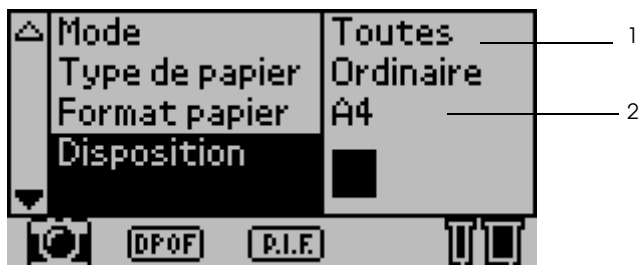 Mode Toutes 1
Type de papier Ordinaire
Format papier A4 2
Disposition
DPOF P.I.F.